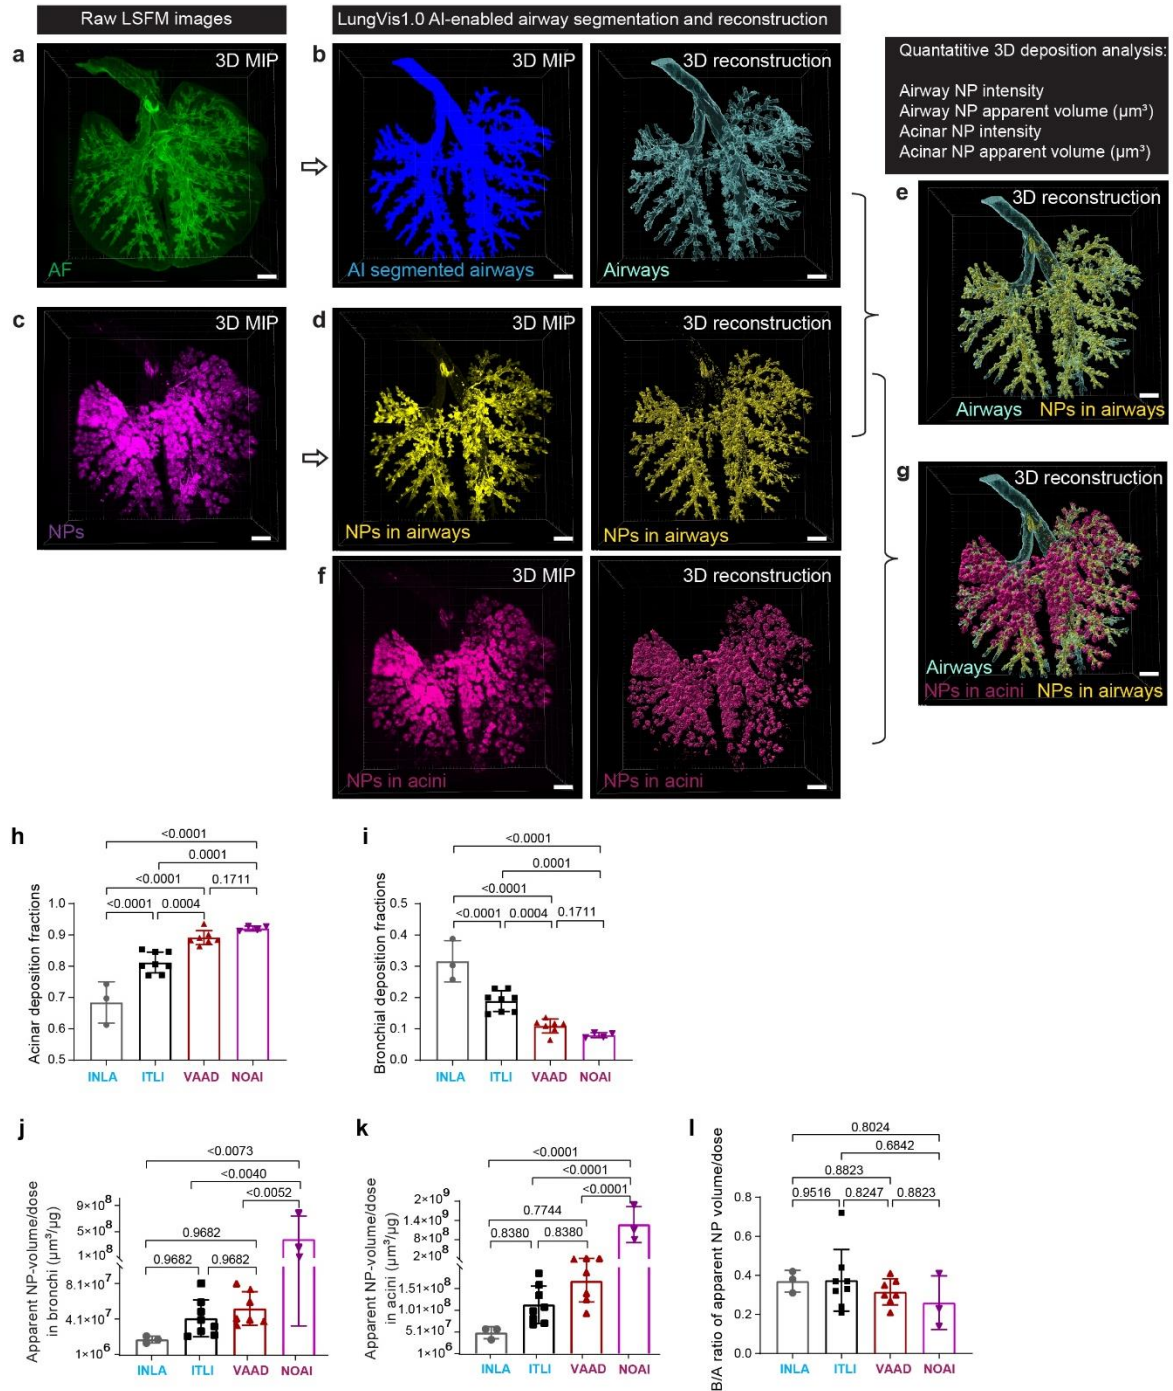 Raw LSFM images
LungVis1.0 AI-enabled airway segmentation and reconstruction
Quantatitive 3D deposition analysis:
Airway NP intensity
Airway NP apparent volume (µm³)
Acinar NP intensity
Acinar NP apparent volume (µm³)
a
3D MIP
AF
b
3D MIP
AI segmented airways
3D reconstruction
Airways
c
3D MIP
NPs
d
3D MIP
NPs in airways
3D reconstruction
NPs in airways
e
3D reconstruction
Airways NPs in airways
f
3D MIP
NPs in acini
3D reconstruction
NPs in acini
g
3D reconstruction
Airways
NPs in acini NPs in airways
h
<0.0001
0.0001
<0.0001 0.1711
<0.0001 0.0004
Acinar deposition fractions
1.0
0.9
0.8
0.7
0.6
0.5
INLA ITLI VAAD NOAI
i
<0.0001
0.0001
<0.0001
<0.0001 0.0004 0.1711
Bronchial deposition fractions
0.5
0.4
0.3
0.2
0.1
0.0
INLA ITLI VAAD NOAI
j
<0.0073
<0.0040
<0.0052
0.9682
0.9682 0.9682
Apparent NP-volume/dose
in bronchi (µm³/µg)
9×10⁸
5×10⁸
1×10⁸
8.1×10⁷
4.1×10⁷
1×10⁶
INLA ITLI VAAD NOAI
k
<0.0001
<0.0001
<0.0001
0.7744
0.8380 0.8380
Apparent NP-volume/dose
in acini (µm³/µg)
2×10⁹
1.4×10⁹
8×10⁸
2×10⁸
1.51×10⁸
1.01×10⁸
5.1×10⁷
1×10⁶
INLA ITLI VAAD NOAI
l
0.8024
0.6842
0.8823
0.9516 0.8247 0.8823
B/A ratio of apparent NP volume/dose
0.8
0.6
0.4
0.2
0.0
INLA ITLI VAAD NOAI